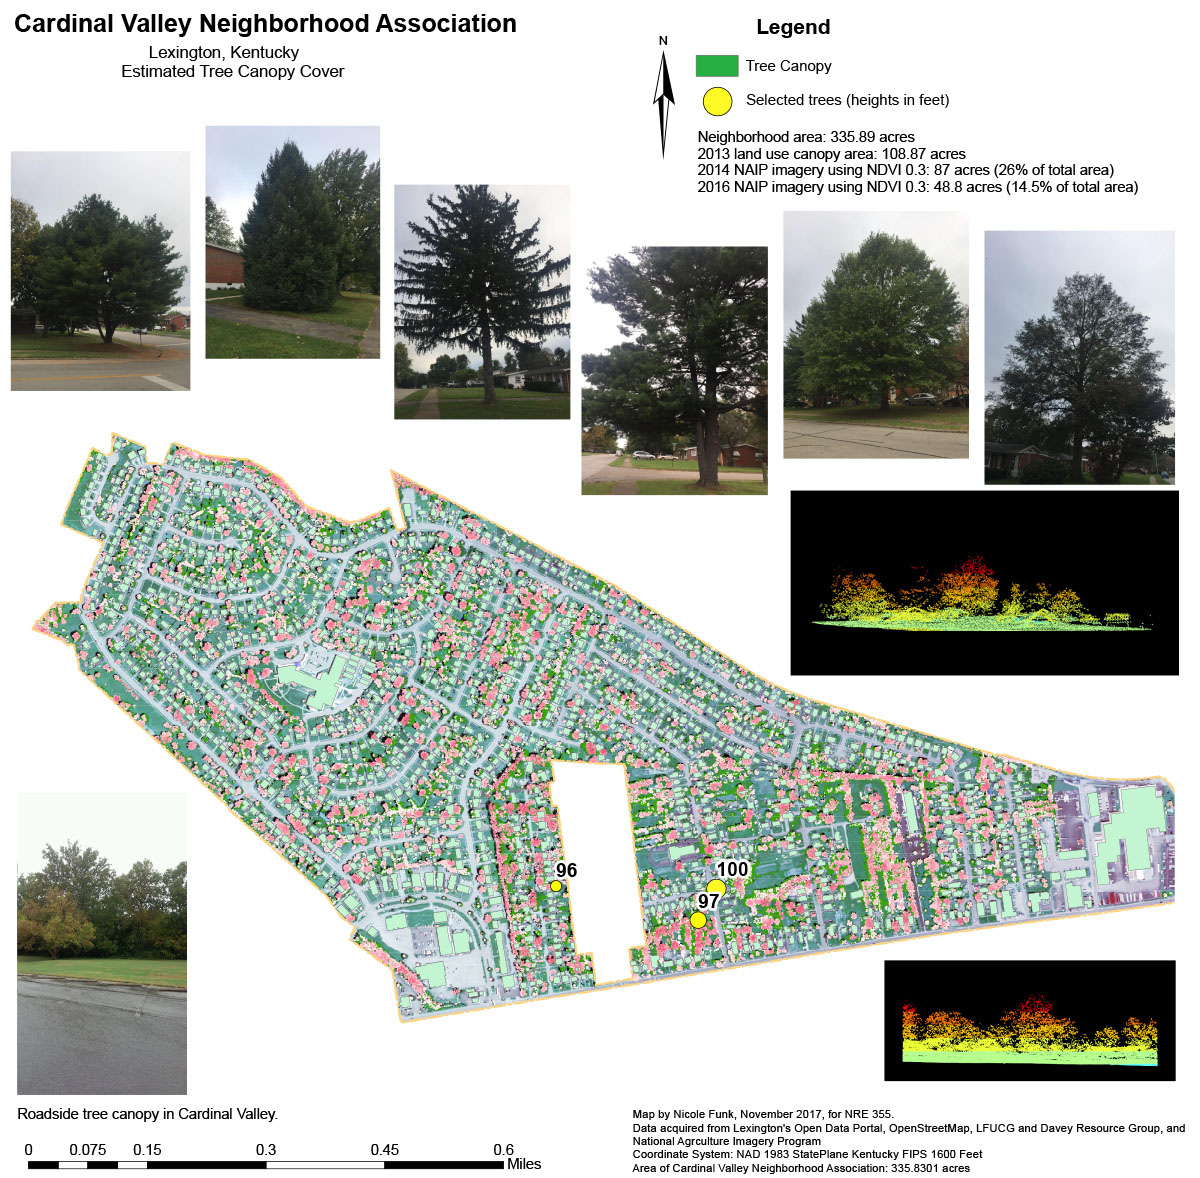 Cardinal Valley Neighborhood Association
Lexington, Kentucky
Estimated Tree Canopy Cover
N
Legend
Tree Canopy
Selected trees (heights in feet)
Neighborhood area: 335.89 acres
2013 land use canopy area: 108.87 acres
2014 NAIP imagery using NDVI 0.3: 87 acres (26% of total area)
2016 NAIP imagery using NDVI 0.3: 48.8 acres (14.5% of total area)
96
100
97
Roadside tree canopy in Cardinal Valley.
0 0.075 0.15 0.3 0.45 0.6
Miles
Map by Nicole Funk, November 2017, for NRE 355.
Data acquired from Lexington's Open Data Portal, OpenStreetMap, LFUCG and Davey Resource Group, and
National Agrculture Imagery Program
Coordinate System: NAD 1983 StatePlane Kentucky FIPS 1600 Feet
Area of Cardinal Valley Neighborhood Association: 335.8301 acres